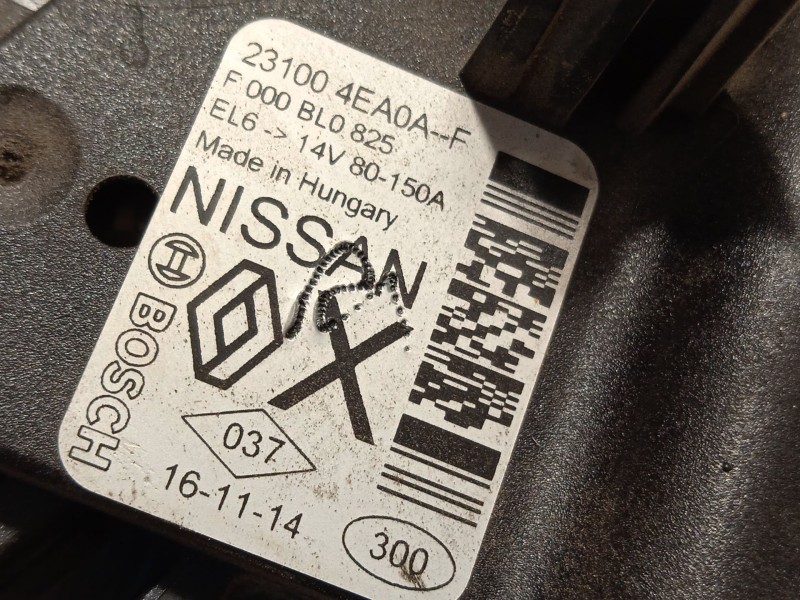 23100 4EA0A--F
F 000 BL0 825
EL6 -> 14V 80-150A
Made in Hungary
NISSAN
BOSCH
X
037
16-11-14
300